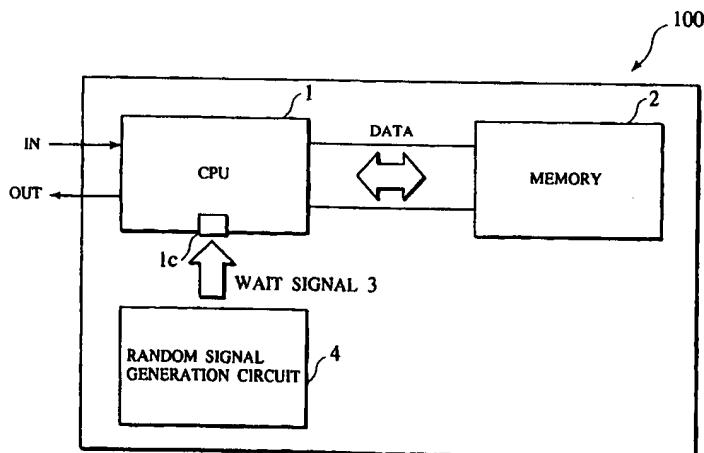 100
1
2
IN
CPU
DATA
MEMORY
OUT
1c
WAIT SIGNAL 3
RANDOM SIGNAL
GENERATION CIRCUIT
4